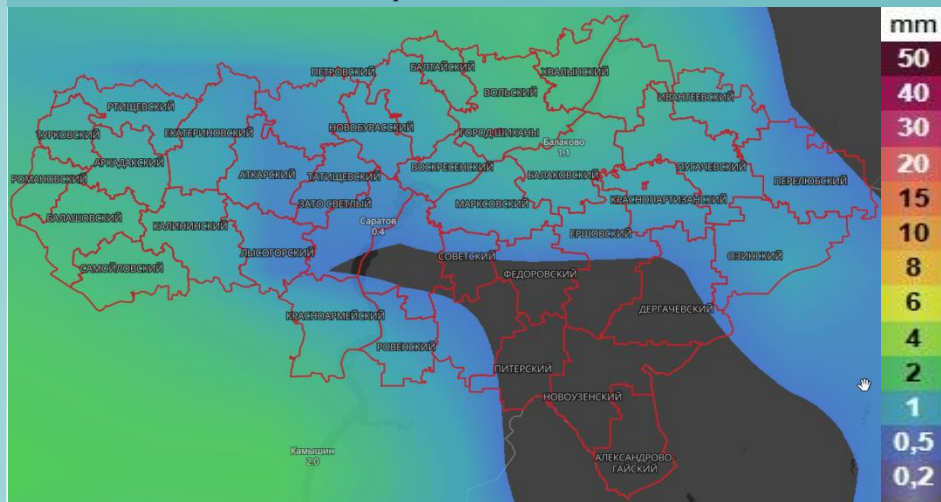 ПЕТРОВСКИЙ
БАЛТАЙСКИЙ
ХВАЛЫНСКИЙ
ВОЛЬСКИЙ
ИВАНТЕЕВСКИЙ
РТИЩЕВСКИЙ
ТУРКОВСКИЙ
ЕКАТЕРИНОВСКИЙ
НОВОБУРАССКИЙ
ГОРОД ШИХАНЫ
Балаково
1.1
АРКАДАКСКИЙ
РОМАНОВСКИЙ
АТКАРСКИЙ
ТАТИЩЕВСКИЙ
ВОСКРЕСЕНСКИЙ
БАЛАКОВСКИЙ
ПУГАЧЕВСКИЙ
ПЕРЕЛЮБСКИЙ
БАЛАШОВСКИЙ
КАЛИНИНСКИЙ
ЗАТО СВЕТЛЫЙ
Саратов
0.4
МАРКСОВСКИЙ
КРАСНОПАРТИЗАНСКИЙ
ЕРШОВСКИЙ
САМОЙЛОВСКИЙ
ЛЫСОГОРСКИЙ
СОВЕТСКИЙ
ФЕДОРОВСКИЙ
ОЗИНСКИЙ
КРАСНОАРМЕЙСКИЙ
ДЕРГАЧЕВСКИЙ
РОВЕНСКИЙ
ПИТЕРСКИЙ
НОВОУЗЕНСКИЙ
Камышин
2.0
АЛЕКСАНДРОВО-
ГАЙСКИЙ
mm
50
40
30
20
15
10
8
6
4
2
1
0,5
0,2